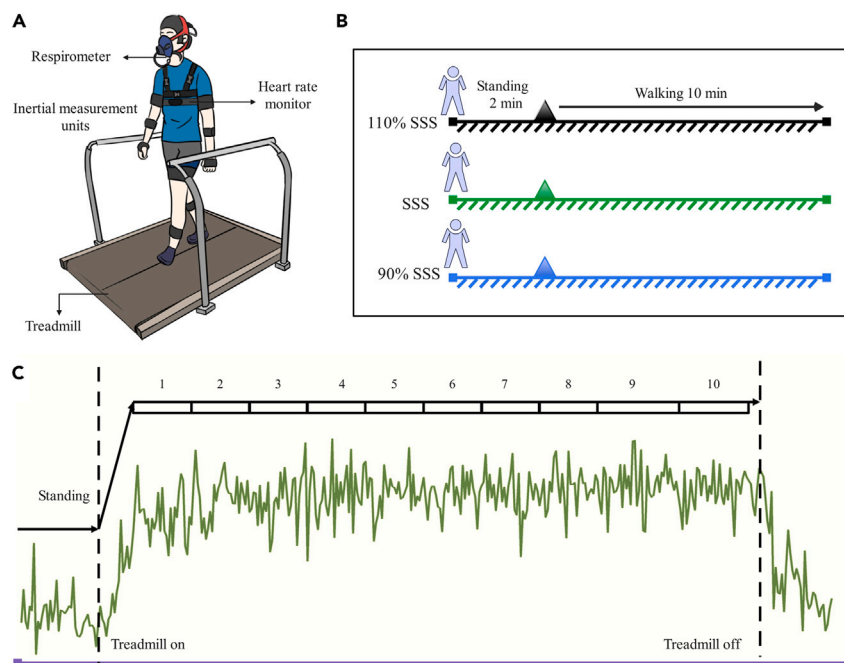 A
Respirometer
Heart rate
monitor
Inertial measurement
units
Treadmill
B
Standing
2 min
Walking 10 min
110% SSS
SSS
90% SSS
C
1 2 3 4 5 6 7 8 9 10
Standing
Treadmill on
Treadmill off